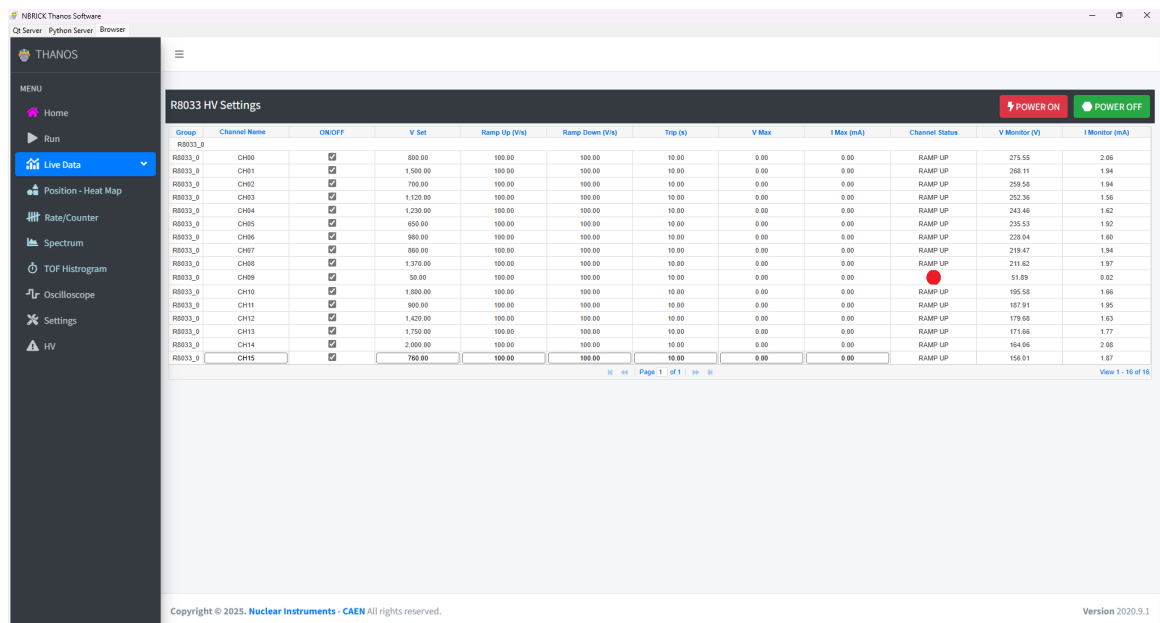 NBRICK Thanos Software
Qt Server Python Server Browser
THANOS
MENU
Home
Run
Live Data
Position - Heat Map
Rate/Counter
Spectrum
TOF Histrogram
Oscilloscope
Settings
HV
R8033 HV Settings
POWER ON POWER OFF
Group Channel Name ON/OFF V Set Ramp Up (V/s) Ramp Down (V/s) Trip (s) V Max I Max (mA) Channel Status V Monitor (V) I Monitor (mA)
R8033_0
R8033_0 CH00 800.00 100.00 100.00 10.00 0.00 0.00 RAMP UP 275.55 2.06
R8033_0 CH01 1,500.00 100.00 100.00 10.00 0.00 0.00 RAMP UP 268.11 1.94
R8033_0 CH02 700.00 100.00 100.00 10.00 0.00 0.00 RAMP UP 259.58 1.94
R8033_0 CH03 1,120.00 100.00 100.00 10.00 0.00 0.00 RAMP UP 252.36 1.56
R8033_0 CH04 1,230.00 100.00 100.00 10.00 0.00 0.00 RAMP UP 243.46 1.62
R8033_0 CH05 650.00 100.00 100.00 10.00 0.00 0.00 RAMP UP 235.53 1.92
R8033_0 CH06 980.00 100.00 100.00 10.00 0.00 0.00 RAMP UP 228.04 1.60
R8033_0 CH07 860.00 100.00 100.00 10.00 0.00 0.00 RAMP UP 219.47 1.94
R8033_0 CH08 1,370.00 100.00 100.00 10.00 0.00 0.00 RAMP UP 211.62 1.97
R8033_0 CH09 50.00 100.00 100.00 10.00 0.00 0.00 51.89 0.82
R8033_0 CH10 1,800.00 100.00 100.00 10.00 0.00 0.00 RAMP UP 195.58 1.66
R8033_0 CH11 900.00 100.00 100.00 10.00 0.00 0.00 RAMP UP 187.91 1.95
R8033_0 CH12 1,420.00 100.00 100.00 10.00 0.00 0.00 RAMP UP 179.68 1.63
R8033_0 CH13 1,750.00 100.00 100.00 10.00 0.00 0.00 RAMP UP 171.66 1.77
R8033_0 CH14 2,000.00 100.00 100.00 10.00 0.00 0.00 RAMP UP 164.06 2.08
R8033_0 CH15 760.00 100.00 100.00 10.00 0.00 0.00 RAMP UP 156.01 1.87
Page 1 of 1 View 1 - 16 of 16
Copyright © 2025. Nuclear Instruments - CAEN All rights reserved. Version 2020.9.1